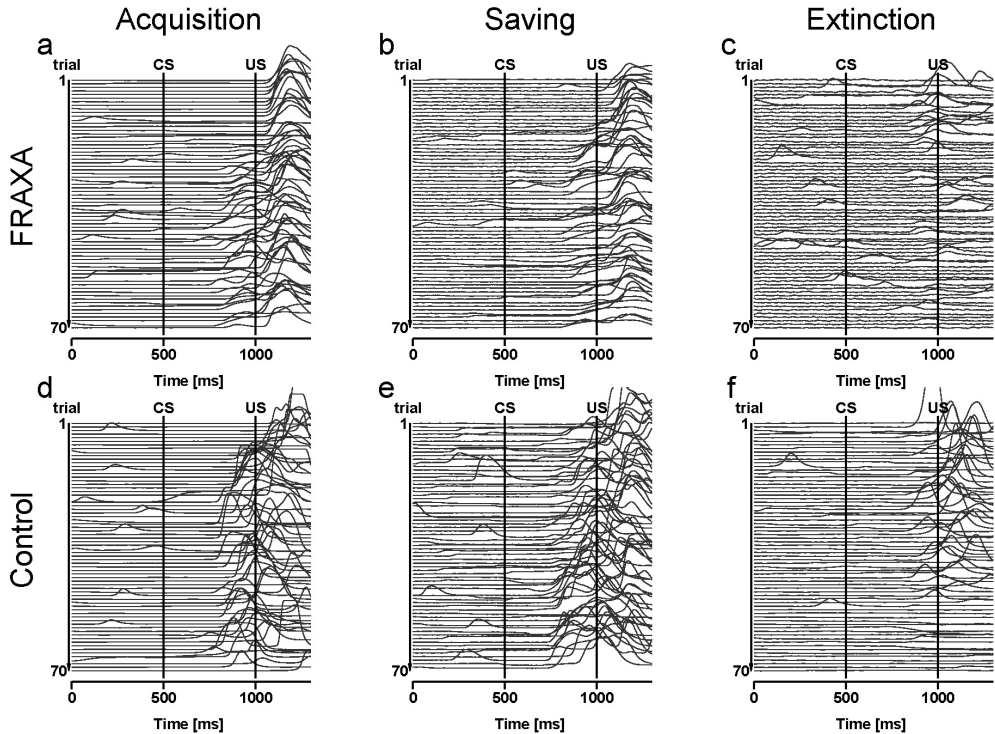 Acquisition Saving Extinction
a b c
trial CS US trial CS US trial CS US
1 1 1
FRAXA
70 70 70
0 500 1000 0 500 1000 0 500 1000
Time [ms] Time [ms] Time [ms]
d e f
trial CS US trial CS US trial CS US
1 1 1
Control
70 70 70
0 500 1000 0 500 1000 0 500 1000
Time [ms] Time [ms] Time [ms]